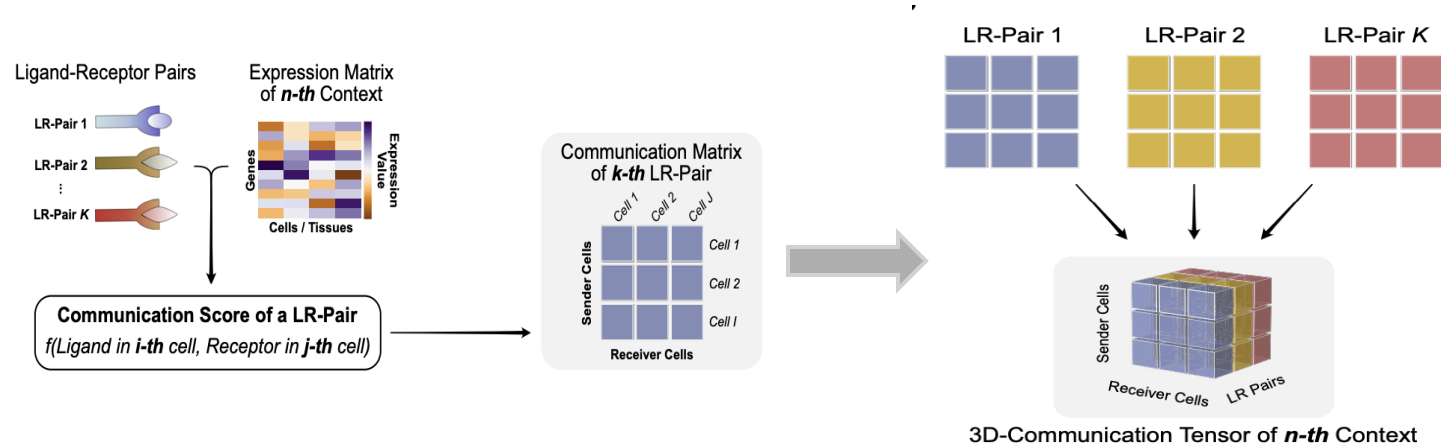 Ligand-Receptor Pairs
LR-Pair 1
LR-Pair 2
⋮
LR-Pair K
Expression Matrix
of n-th Context
Genes
Expression
Value
Cells / Tissues
Communication Score of a LR-Pair
f(Ligand in i-th cell, Receptor in j-th cell)
Communication Matrix
of k-th LR-Pair
Cell 1
Cell 2
Cell J
Sender Cells
Cell 1
Cell 2
Cell I
Receiver Cells
LR-Pair 1
LR-Pair 2
LR-Pair K
Sender Cells
Receiver Cells
LR Pairs
3D-Communication Tensor of n-th Context